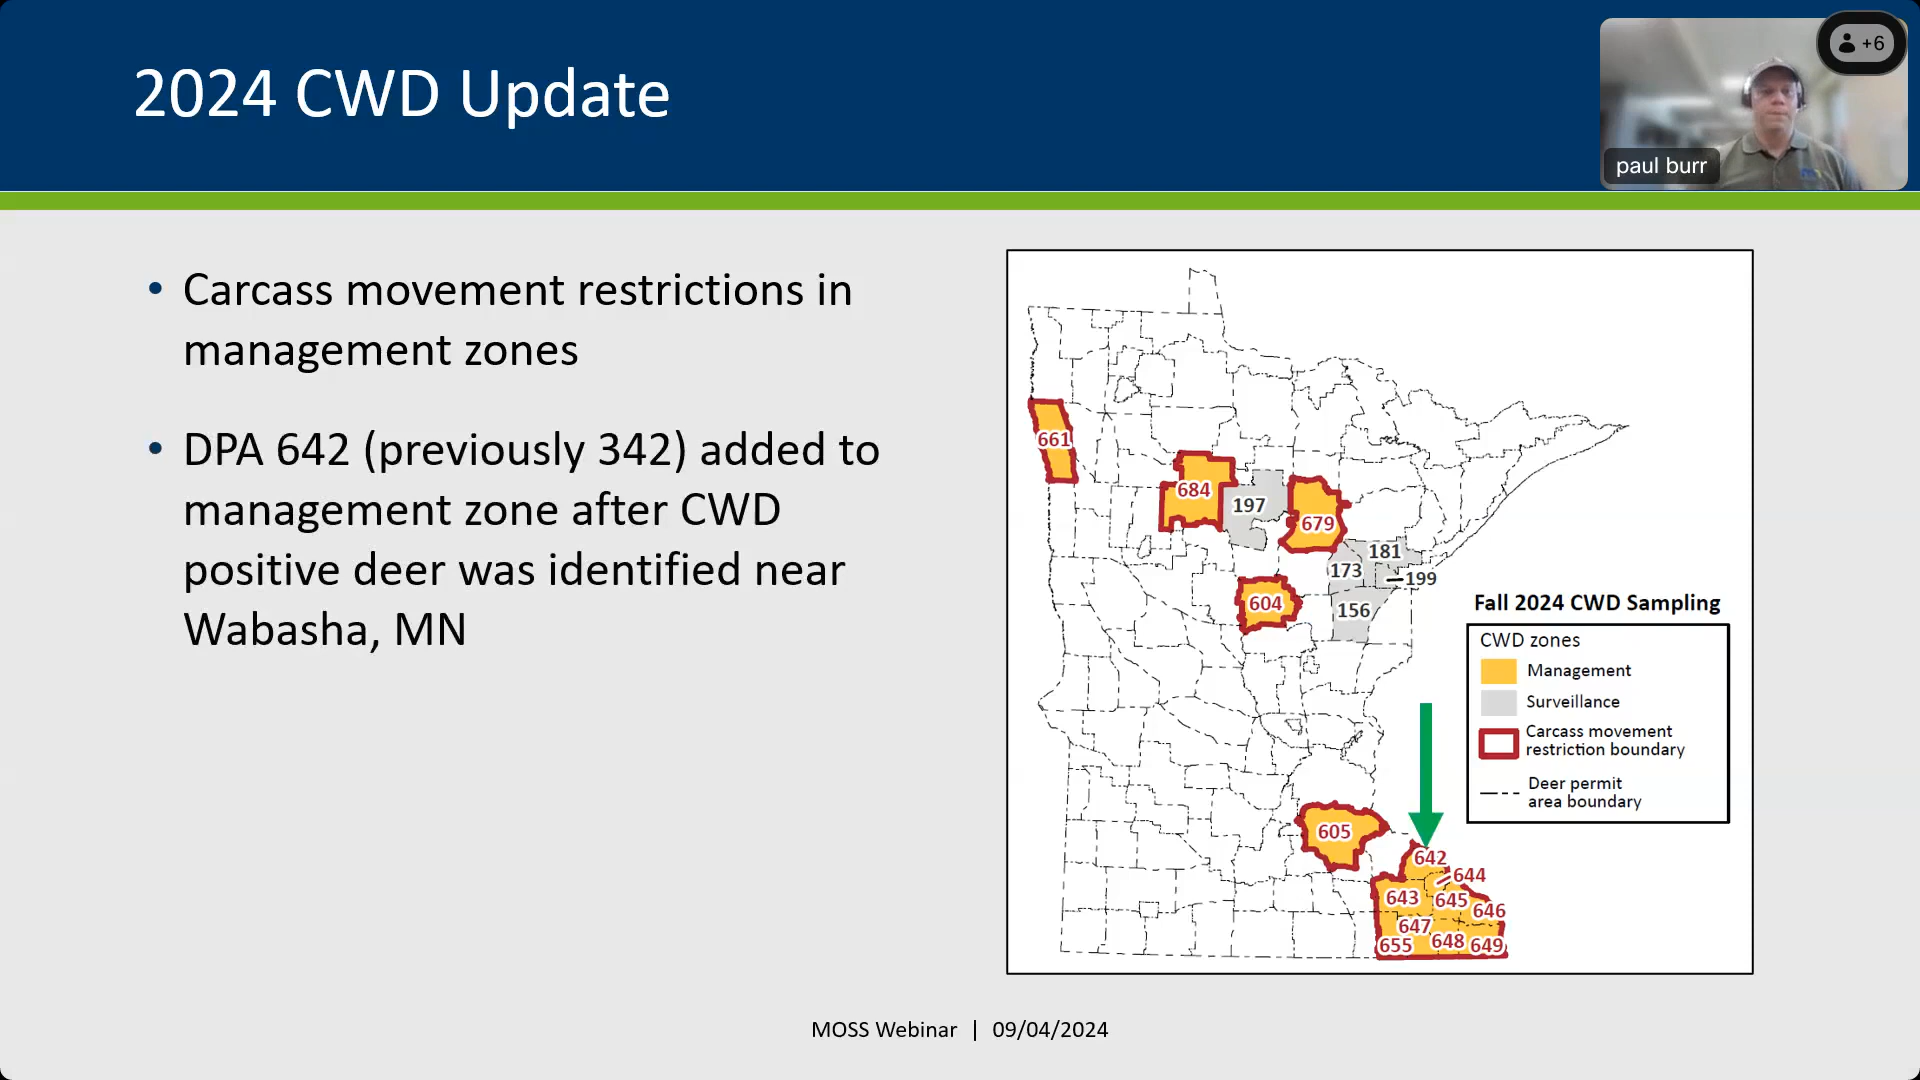 2024 CWD Update
+6
paul burr
• Carcass movement restrictions in
management zones
• DPA 642 (previously 342) added to
management zone after CWD
positive deer was identified near
Wabasha, MN
661
684
197
679
181
173
199
604
156
Fall 2024 CWD Sampling
CWD zones
Management
Surveillance
Carcass movement
restriction boundary
Deer permit
area boundary
605
642
644
643
645
646
647
655
648
649
MOSS Webinar | 09/04/2024